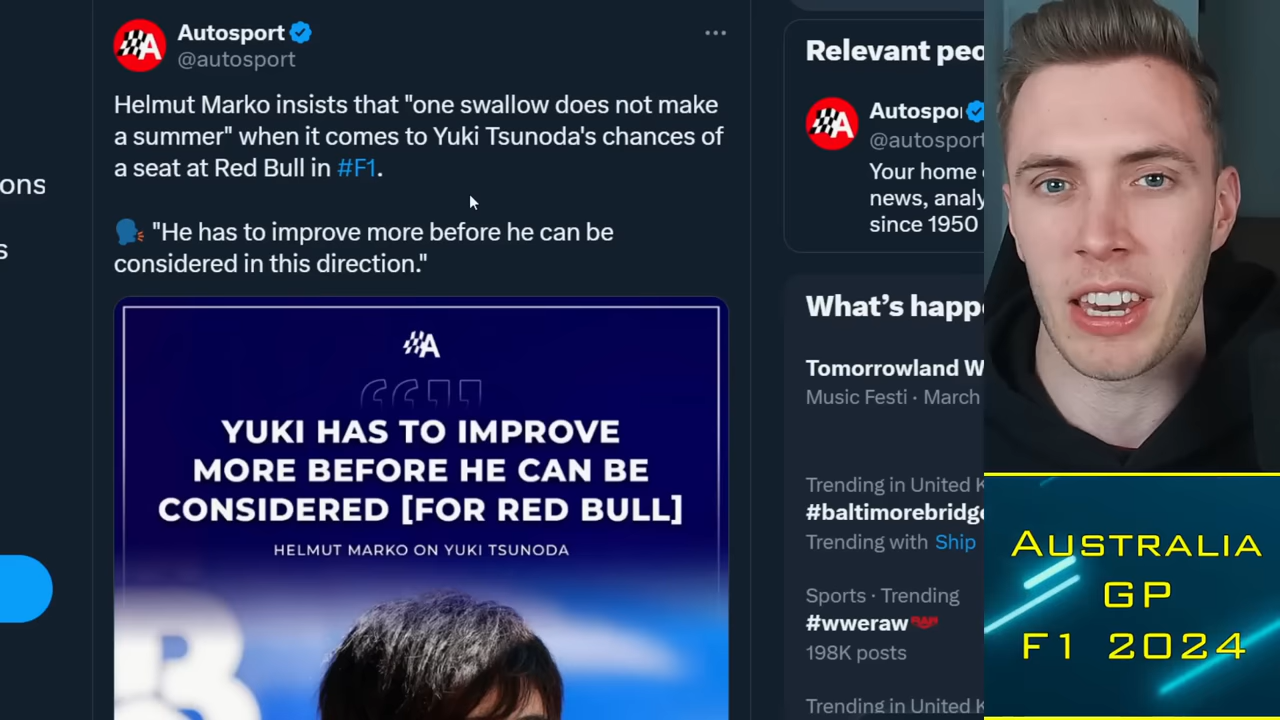 Autosport
@autosport
Helmut Marko insists that "one swallow does not make
a summer" when it comes to Yuki Tsunoda's chances of
a seat at Red Bull in #F1.
"He has to improve more before he can be
considered in this direction."
A
YUKI HAS TO IMPROVE
MORE BEFORE HE CAN BE
CONSIDERED [FOR RED BULL]
HELMUT MARKO ON YUKI TSUNODA
ons
s
Relevant peo
Autospor
@autosport
Your home
news, analy
since 1950
What's happe
Tomorrowland W
Music Festi · March
Trending in United K
#baltimorebridge
Trending with Ship
Sports · Trending
#wweraw
198K posts
Trending in United K
AUSTRALIA
GP
F1 2024